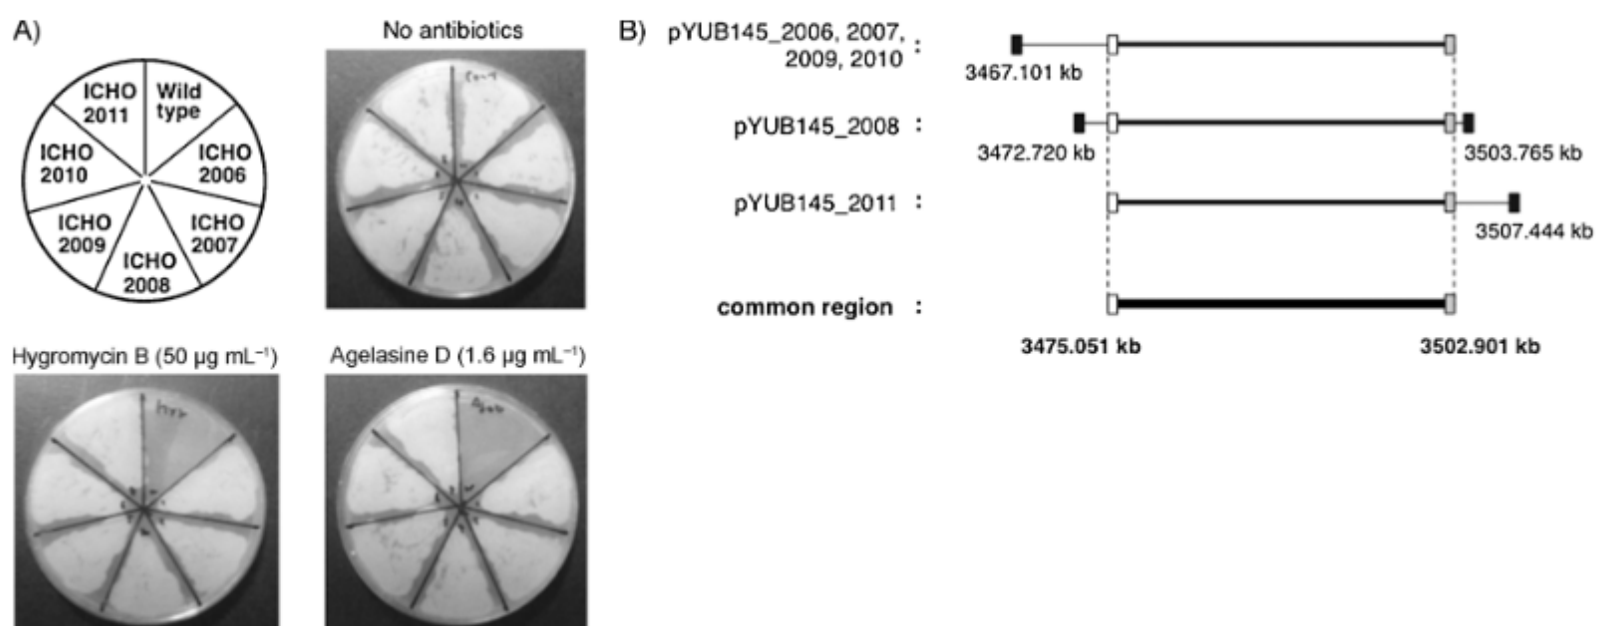 A)
No antibiotics
ICHO
2011
Wild
type
ICHO
2010
ICHO
2006
ICHO
2009
ICHO
2007
ICHO
2008
Hygromycin B (50 μg mL⁻¹)
Agelasine D (1.6 μg mL⁻¹)
B)
pYUB145_2006, 2007,
2009, 2010 :
3467.101 kb
pYUB145_2008 :
3472.720 kb
3503.765 kb
pYUB145_2011 :
3507.444 kb
common region :
3475.051 kb
3502.901 kb